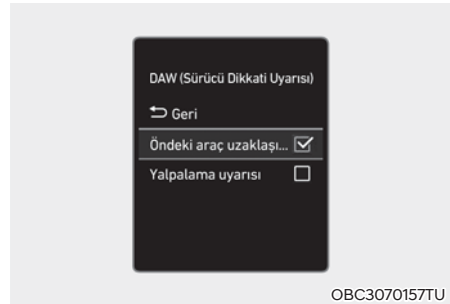 DAW (Sürücü Dikkati Uyarısı)
Geri
Öndeki araç uzaklaşı...
Yalpalama uyarısı
OBC3070157TU